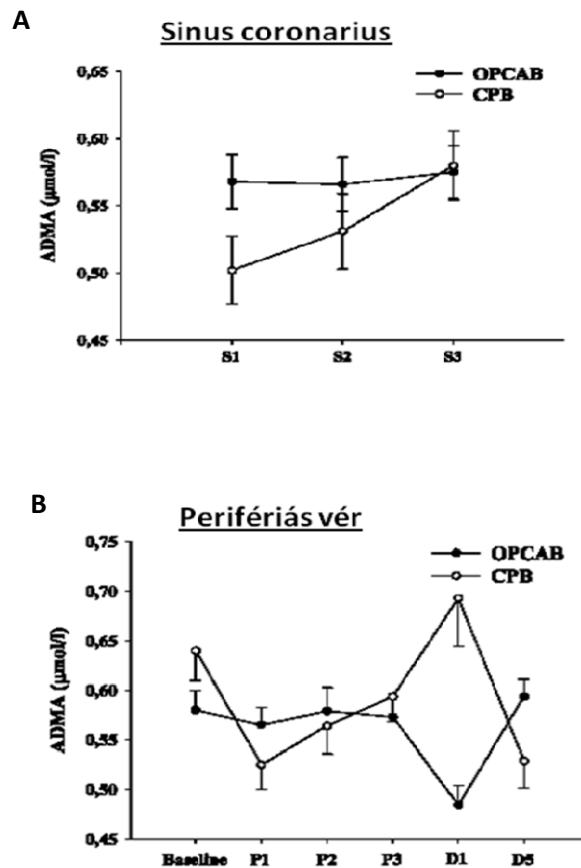 A
Sinus coronarius
OPCAB
CPB
ADMA (µmol/l)
0,65
0,60
0,55
0,50
0,45
S1 S2 S3
B
Perifériás vér
OPCAB
CPB
ADMA (µmol/l)
0,75
0,70
0,65
0,60
0,55
0,50
0,45
Baseline P1 P2 P3 D1 D5